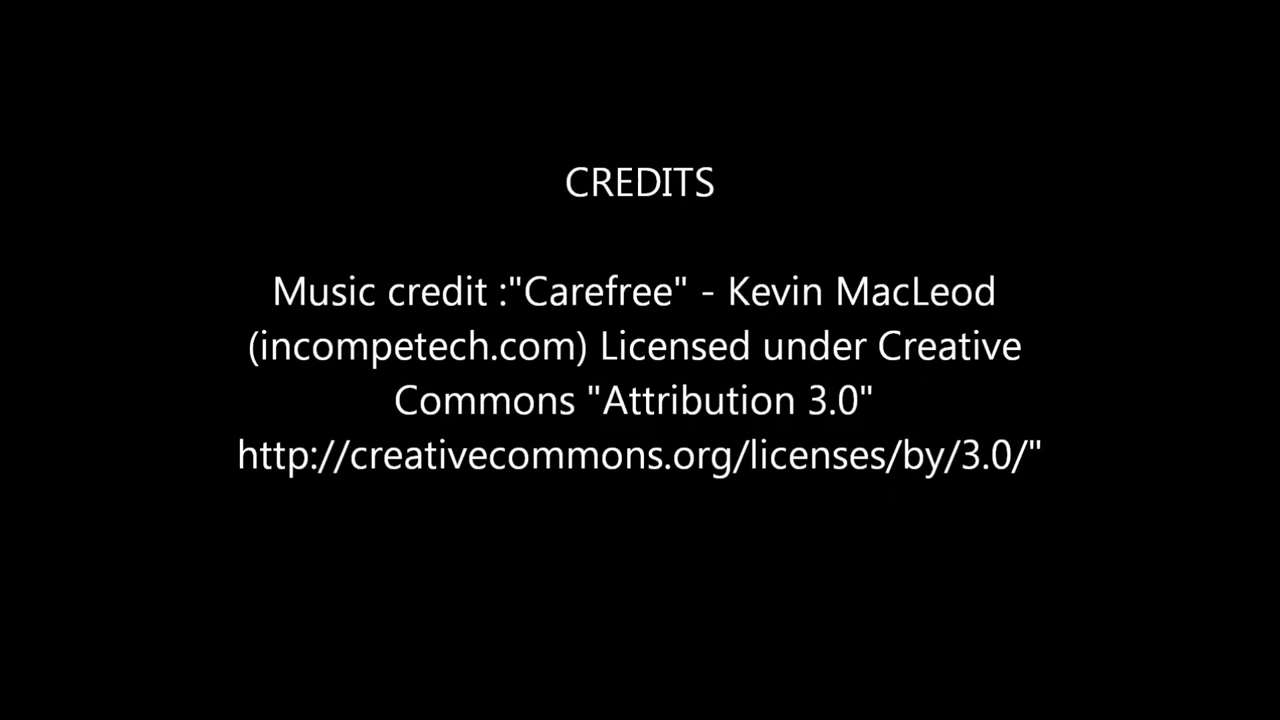 CREDITS
Music credit :"Carefree" - Kevin MacLeod
(incompetech.com) Licensed under Creative
Commons "Attribution 3.0"
http://creativecommons.org/licenses/by/3.0/"